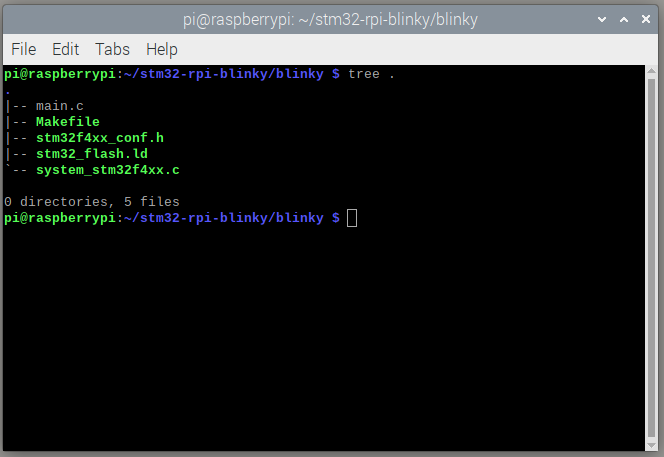 pi@raspberrypi: ~/stm32-rpi-blinky/blinky
File Edit Tabs Help
pi@raspberrypi:~/stm32-rpi-blinky/blinky $ tree .
.
|-- main.c
|-- Makefile
|-- stm32f4xx_conf.h
|-- stm32_flash.ld
`-- system_stm32f4xx.c
0 directories, 5 files
pi@raspberrypi:~/stm32-rpi-blinky/blinky $